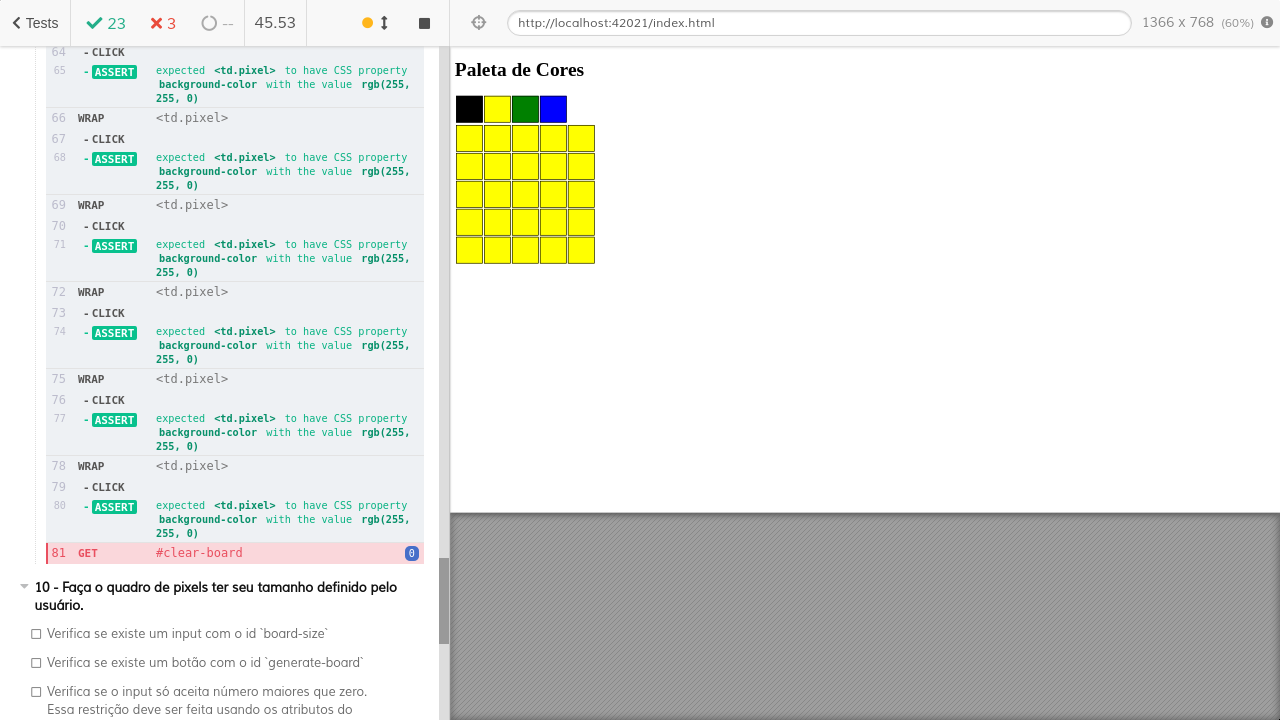 Tests 23 3 -- 45.53 http://localhost:42021/index.html 1366 x 768 (60%)
64 - CLICK
65 - ASSERT expected <td.pixel> to have CSS property
background-color with the value rgb(255,
255, 0)
66 WRAP <td.pixel>
67 - CLICK
68 - ASSERT expected <td.pixel> to have CSS property
background-color with the value rgb(255,
255, 0)
69 WRAP <td.pixel>
70 - CLICK
71 - ASSERT expected <td.pixel> to have CSS property
background-color with the value rgb(255,
255, 0)
72 WRAP <td.pixel>
73 - CLICK
74 - ASSERT expected <td.pixel> to have CSS property
background-color with the value rgb(255,
255, 0)
75 WRAP <td.pixel>
76 - CLICK
77 - ASSERT expected <td.pixel> to have CSS property
background-color with the value rgb(255,
255, 0)
78 WRAP <td.pixel>
79 - CLICK
80 - ASSERT expected <td.pixel> to have CSS property
background-color with the value rgb(255,
255, 0)
81 GET #clear-board 0
10 - Faça o quadro de pixels ter seu tamanho definido pelo
usuário.
Verifica se existe um input com o id `board-size`
Verifica se existe um botão com o id `generate-board`
Verifica se o input só aceita número maiores que zero.
Essa restrição deve ser feita usando os atributos do
Paleta de Cores